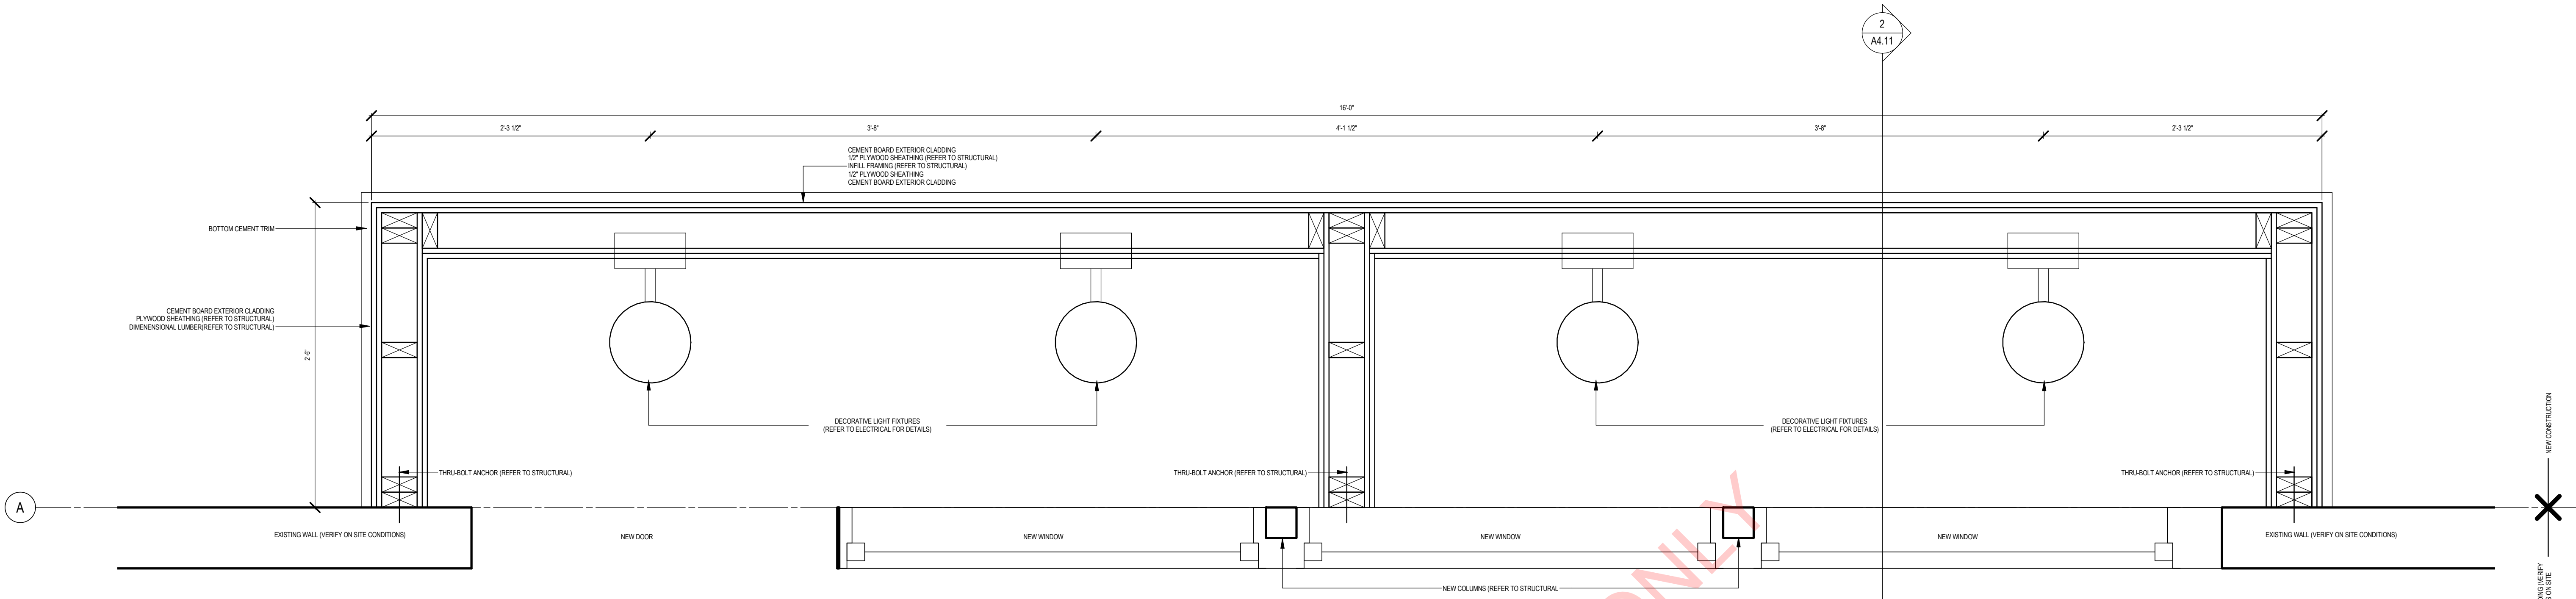 2
A4.11
16'-0"
2'-3 1/2"
3'-8"
4'-1 1/2"
3'-8"
2'-3 1/2"
CEMENT BOARD EXTERIOR CLADDING
1/2" PLYWOOD SHEATHING (REFER TO STRUCTURAL)
INFILL FRAMING (REFER TO STRUCTURAL)
1/2" PLYWOOD SHEATHING
CEMENT BOARD EXTERIOR CLADDING
BOTTOM CEMENT TRIM
CEMENT BOARD EXTERIOR CLADDING
PLYWOOD SHEATHING (REFER TO STRUCTURAL)
DIMENENSIONAL LUMBER(REFER TO STRUCTURAL)
2'-6"
DECORATIVE LIGHT FIXTURES
(REFER TO ELECTRICAL FOR DETAILS)
DECORATIVE LIGHT FIXTURES
(REFER TO ELECTRICAL FOR DETAILS)
NEW CONSTRUCTION
THRU-BOLT ANCHOR (REFER TO STRUCTURAL)
THRU-BOLT ANCHOR (REFER TO STRUCTURAL)
THRU-BOLT ANCHOR (REFER TO STRUCTURAL)
A
EXISTING WALL (VERIFY ON SITE CONDITIONS)
NEW DOOR
NEW WINDOW
NEW WINDOW
NEW WINDOW
EXISTING WALL (VERIFY ON SITE CONDITIONS)
NEW COLUMNS (REFER TO STRUCTURAL
(VERIFY
ON SITE
ONLY